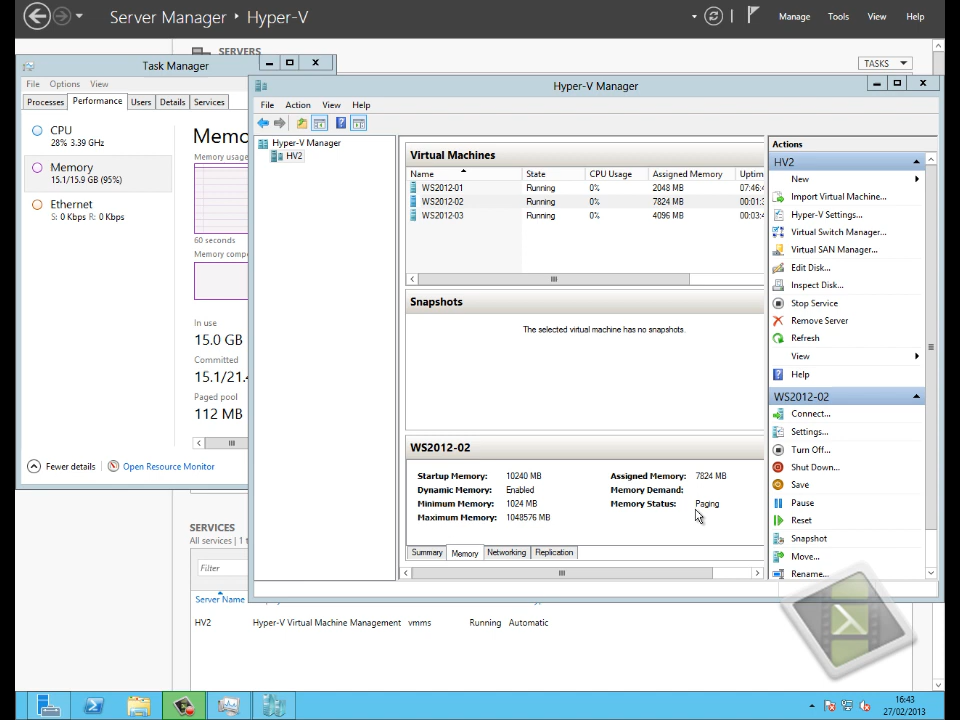 Server Manager ‣ Hyper-V
Manage
Tools
View
Help
SERVERS
TASKS
Task Manager
File Options View
Processes Performance Users Details Services
CPU
28% 3.39 GHz
Memory
15.1/15.9 GB (95%)
Ethernet
S: 0 Kbps R: 0 Kbps
Memo
Memory usag
60 seconds
Memory compo
In use
15.0 GB
Committed
15.1/21.
Paged pool
112 MB
Fewer details
Open Resource Monitor
Hyper-V Manager
File Action View Help
Hyper-V Manager
HV2
Virtual Machines
Name State CPU Usage Assigned Memory Uptim
WS2012-01 Running 0% 2048 MB 07:46:
WS2012-02 Running 0% 7824 MB 00:01:
WS2012-03 Running 0% 4096 MB 00:03:
Snapshots
The selected virtual machine has no snapshots.
WS2012-02
Startup Memory: 10240 MB Assigned Memory: 7824 MB
Dynamic Memory: Enabled Memory Demand:
Minimum Memory: 1024 MB Memory Status: Paging
Maximum Memory: 1048576 MB
Summary Memory Networking Replication
Actions
HV2
New
Import Virtual Machine...
Hyper-V Settings...
Virtual Switch Manager...
Virtual SAN Manager...
Edit Disk...
Inspect Disk...
Stop Service
Remove Server
Refresh
View
Help
WS2012-02
Connect...
Settings...
Turn Off...
Shut Down...
Save
Pause
Reset
Snapshot
Move...
Rename...
SERVICES
All services | 1 t
Filter
Server Name
HV2 Hyper-V Virtual Machine Management vmms Running Automatic
16:43
27/02/2013